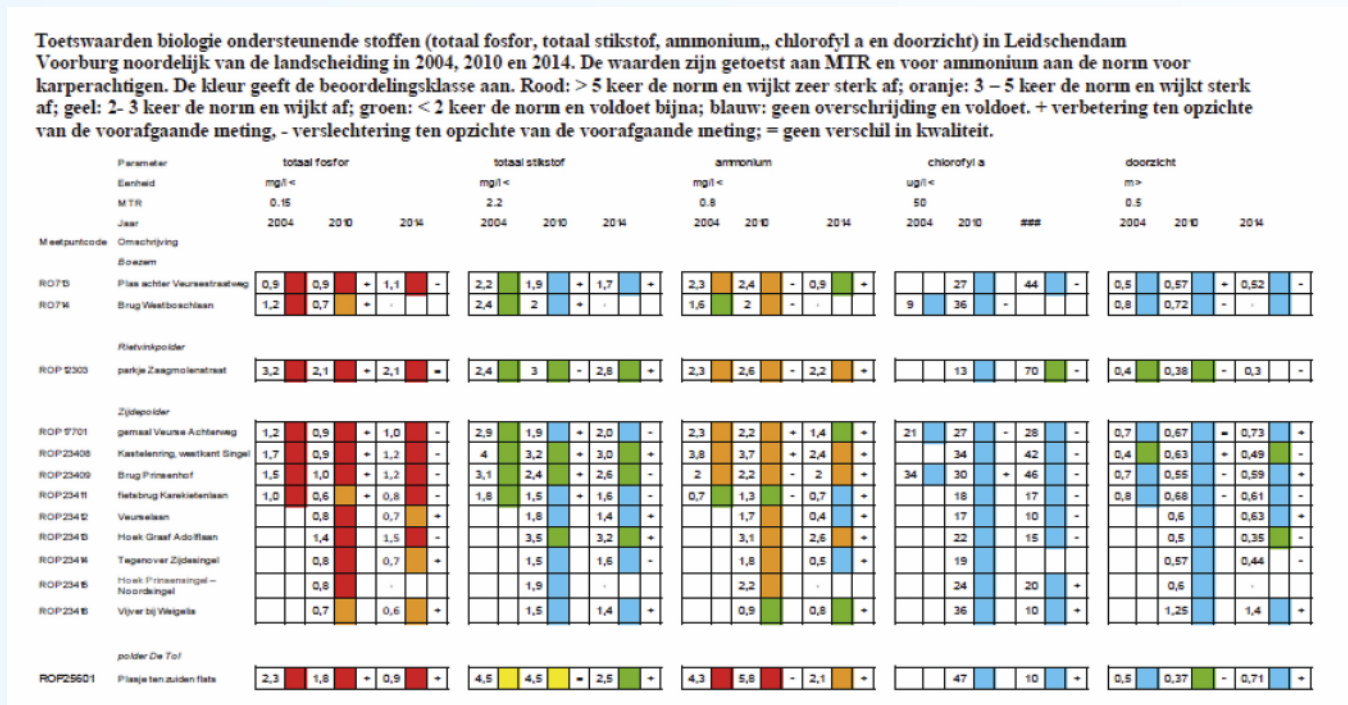 Toetswaarden biologie ondersteunende stoffen (totaal fosfor, totaal stikstof, ammonium,, chlorofyl a en doorzicht) in Leidschendam
Voorburg noordelijk van de landscheiding in 2004, 2010 en 2014. De waarden zijn getoetst aan MTR en voor ammonium aan de norm voor
karperachtigen. De kleur geeft de beoordelingsklasse aan. Rood: > 5 keer de norm en wijkt zeer sterk af; oranje: 3 – 5 keer de norm en wijkt sterk
af; geel: 2- 3 keer de norm en wijkt af; groen: < 2 keer de norm en voldoet bijna; blauw: geen overschrijding en voldoet. + verbetering ten opzichte
van de voorafgaande meting, - verslechtering ten opzichte van de voorafgaande meting; = geen verschil in kwaliteit.
Parameter totaal fosfor totaal stikstof ammonium chlorofyl a doorzicht
Eenheid mg/l < mg/l < mg/l < ug/l < m>
MTR 0.15 2.2 0.8 50 0.5
Jaar 2004 2010 2014 2004 2010 2014 2004 2010 2014 2004 2010 ### 2004 2010 2014
Meetpuntcode Omschrijving
Boezem
RO713 Plas achter Veursestraatweg 0,9 0,9 + 1,1 - 2,2 1,9 + 1,7 + 2,3 2,4 - 0,9 + 27 44 - 0,5 0,57 + 0,52 -
RO714 Brug Westboschlaan 1,2 0,7 + . 2,4 2 + . 1,6 2 - . 9 36 - 0,8 0,72 - .
Rietvinkpolder
ROP12303 parkje Zaagmolenstraat 3,2 2,1 + 2,1 = 2,4 3 - 2,8 + 2,3 2,6 - 2,2 + 13 70 - 0,4 0,38 - 0,3 -
Zijdepolder
ROP17701 gemaal Veurse Achterweg 1,2 0,9 + 1,0 - 2,9 1,9 + 2,0 - 2,3 2,2 + 1,4 + 21 27 - 28 - 0,7 0,67 = 0,73 +
ROP23408 Kastelenring, westkant Singel 1,7 0,9 + 1,2 - 4 3,2 + 3,0 + 3,8 3,7 + 2,4 + 34 42 - 0,4 0,63 + 0,49 -
ROP23409 Brug Prinsenhof 1,5 1,0 + 1,2 - 3,1 2,4 + 2,6 - 2 2,2 - 2 + 34 30 + 46 - 0,7 0,55 - 0,59 +
ROP23411 fietsbrug Karekietenlaan 1,0 0,6 + 0,8 - 1,8 1,5 + 1,6 - 0,7 1,3 - 0,7 + 18 17 - 0,8 0,68 - 0,61 -
ROP23412 Veurselaan 0,8 0,7 + 1,8 1,4 + 1,7 0,4 + 17 10 - 0,6 0,63 +
ROP23413 Hoek Graaf Adolflaan 1,4 1,5 - 3,5 3,2 + 3,1 2,6 + 22 15 - 0,5 0,35 -
ROP23414 Tegenover Zijdesingel 0,8 0,7 + 1,5 1,6 - 1,8 0,5 + 19 0,57 0,44 -
ROP23415 Hoek Prinsensingel –
Noordsingel 0,8 . 1,9 . 2,2 . 24 20 + 0,6 .
ROP23416 Vijver bij Weigelia 0,7 0,6 + 1,5 1,4 + 0,9 0,8 + 36 10 + 1,25 1,4 +
polder De Tol
ROP25601 Plasje ten zuiden flats 2,3 1,8 + 0,9 + 4,5 4,5 = 2,5 + 4,3 5,8 - 2,1 + 47 10 + 0,5 0,37 - 0,71 +